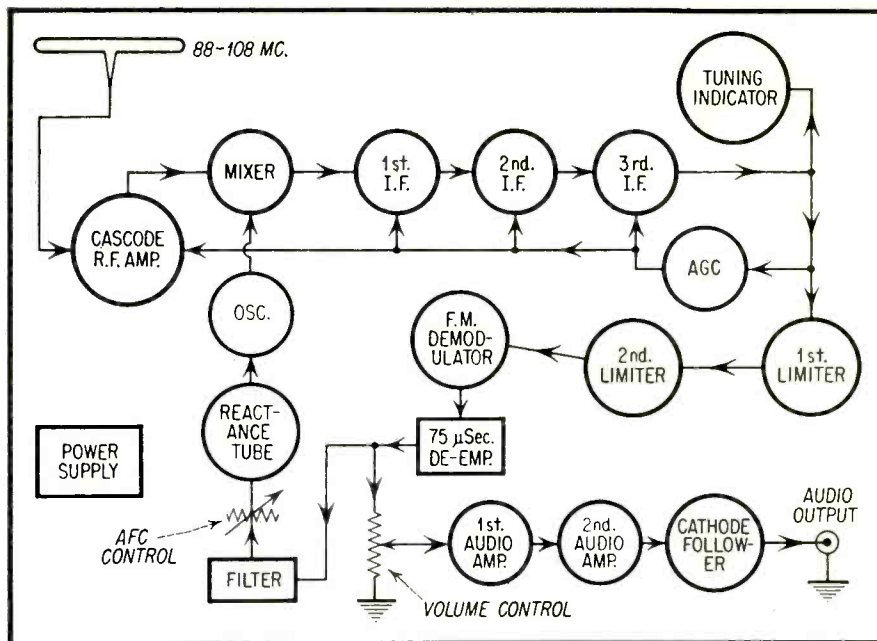 88-108 MC.
TUNING
INDICATOR
MIXER
1st.
I.F.
2nd.
I.F.
3rd.
I.F.
CASCODE
R.F. AMP.
AGC
OSC.
F.M.
DEMOD-
ULATOR
2nd.
LIMITER
1st.
LIMITER
REACT-
ANCE
TUBE
75 µSec.
DE-EMP.
POWER
SUPPLY
AFC
CONTROL
FILTER
1st.
AUDIO
AMP.
2nd.
AUDIO
AMP.
CATHODE
FOLLOW-
ER
AUDIO
OUTPUT
VOLUME CONTROL